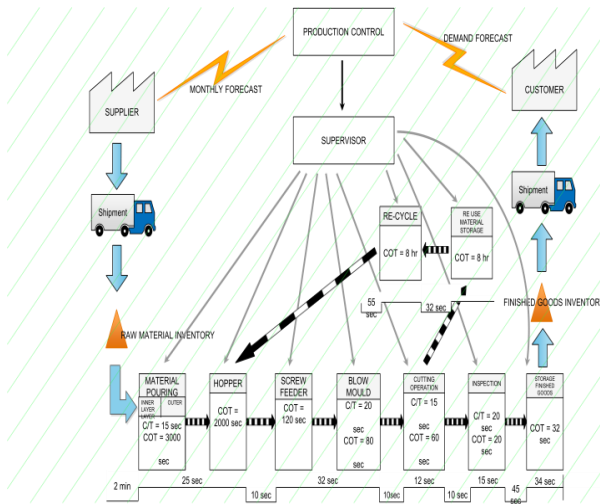 PRODUCTION CONTROL
DEMAND FORECAST
MONTHLY FORECAST
SUPPLIER
CUSTOMER
SUPERVISOR
Shipment
Shipment
RE-CYCLE
COT = 8 hr
RE USE
MATERIAL
STORAGE
COT = 8 hr
55
sec
32 sec
FINISHED GOODS INVENTOR
RAW MATERIAL INVENTORY
MATERIAL
POURING
INNER
LAYER
OUTER
LAYER
C/T = 15 sec
COT = 3000
sec
HOPPER
COT =
2000 sec
SCREW
FEEDER
COT =
120 sec
BLOW
MOULD
C/T = 20
sec
COT = 80
sec
CUTTING
OPERATION
C/T = 15
sec
COT = 60
sec
INSPECTION
C/T = 20
sec
COT = 20
sec
STORAGE
FINISHED
GOODS
COT = 32
sec
2 min
25 sec
10 sec
32 sec
10sec
12 sec
10 sec
15 sec
45
sec
34 sec